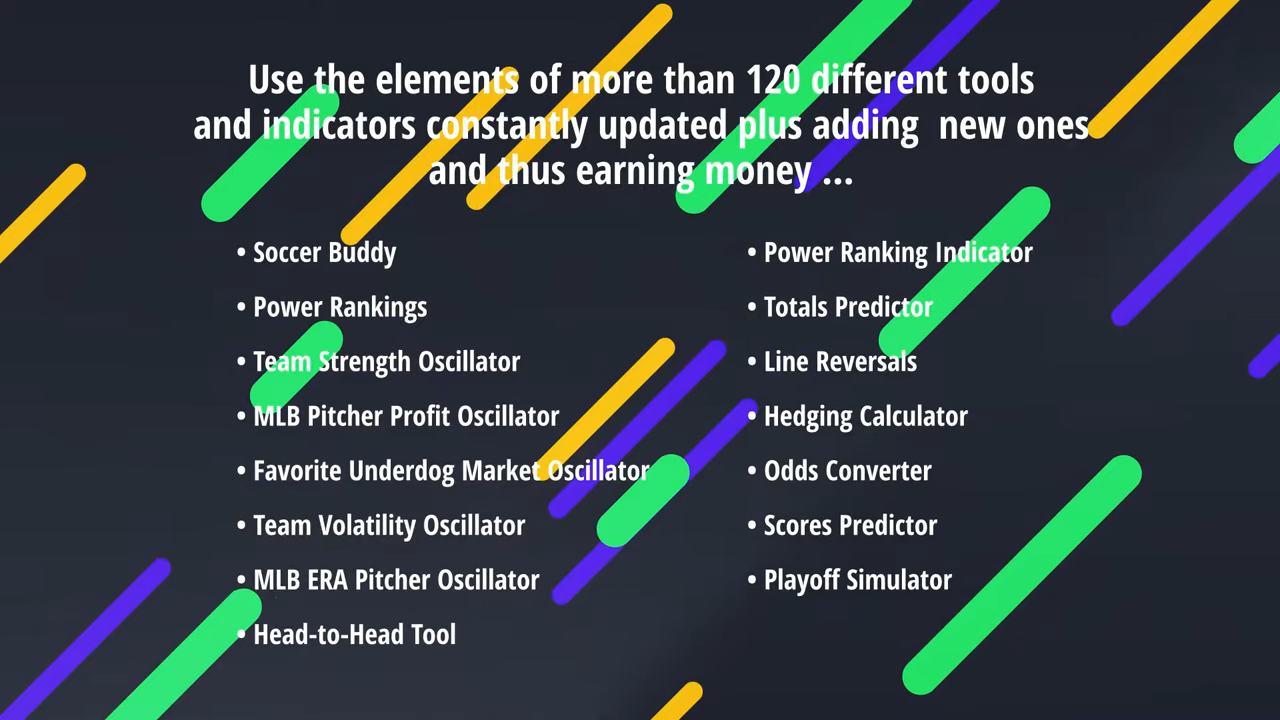 Use the elements of more than 120 different tools
and indicators constantly updated plus adding  new ones
and thus earning money ...
• Soccer Buddy
• Power Rankings
• Team Strength Oscillator
• MLB Pitcher Profit Oscillator
• Favorite Underdog Market Oscillator
• Team Volatility Oscillator
• MLB ERA Pitcher Oscillator
• Head-to-Head Tool
• Power Ranking Indicator
• Totals Predictor
• Line Reversals
• Hedging Calculator
• Odds Converter
• Scores Predictor
• Playoff Simulator